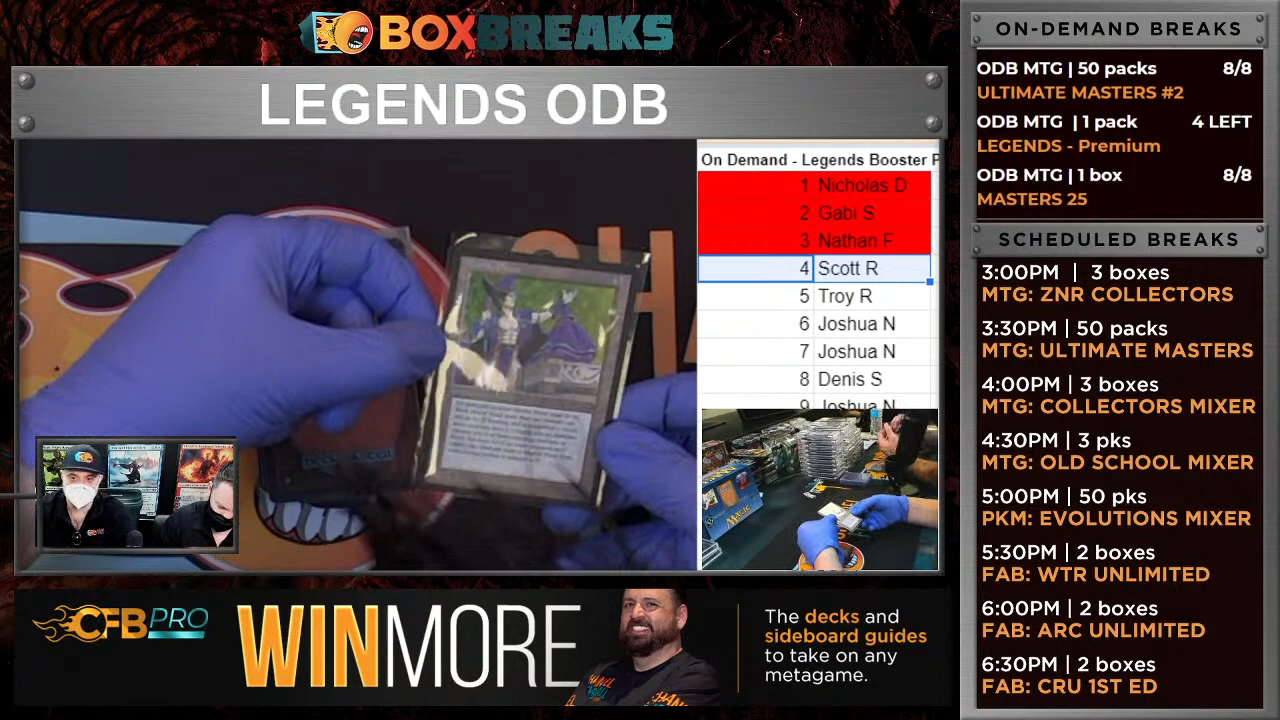 BOXBREAKS
LEGENDS ODB
On Demand - Legends Booster P
1 Nicholas D
2 Gabi S
3 Nathan F
4 Scott R
5 Troy R
6 Joshua N
7 Joshua N
8 Denis S
9 Joshua N
MAGIC
CFBPRO
WINMORE
The decks and
sideboard guides
to take on any
metagame.
ON-DEMAND BREAKS
ODB MTG | 50 packs 8/8
ULTIMATE MASTERS #2
ODB MTG | 1 pack 4 LEFT
LEGENDS - Premium
ODB MTG | 1 box 8/8
MASTERS 25
SCHEDULED BREAKS
3:00PM | 3 boxes
MTG: ZNR COLLECTORS
3:30PM | 50 packs
MTG: ULTIMATE MASTERS
4:00PM | 3 boxes
MTG: COLLECTORS MIXER
4:30PM | 3 pks
MTG: OLD SCHOOL MIXER
5:00PM | 50 pks
PKM: EVOLUTIONS MIXER
5:30PM | 2 boxes
FAB: WTR UNLIMITED
6:00PM | 2 boxes
FAB: ARC UNLIMITED
6:30PM | 2 boxes
FAB: CRU 1ST ED